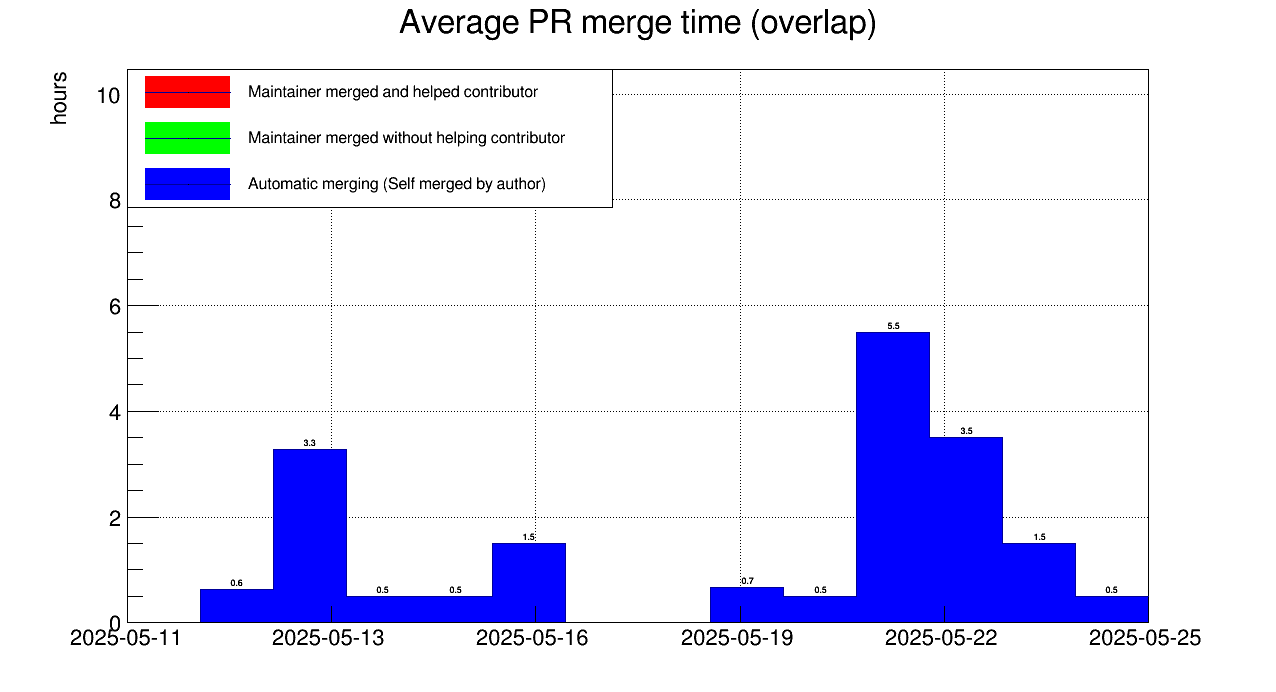 Average PR merge time (overlap)
hours
Maintainer merged and helped contributor
Maintainer merged without helping contributor
Automatic merging (Self merged by author)
10
8
6
4
2
0
0.6
3.3
0.5
0.5
1.5
0.7
0.5
5.5
3.5
1.5
0.5
2025-05-11 2025-05-13 2025-05-16 2025-05-19 2025-05-22 2025-05-25